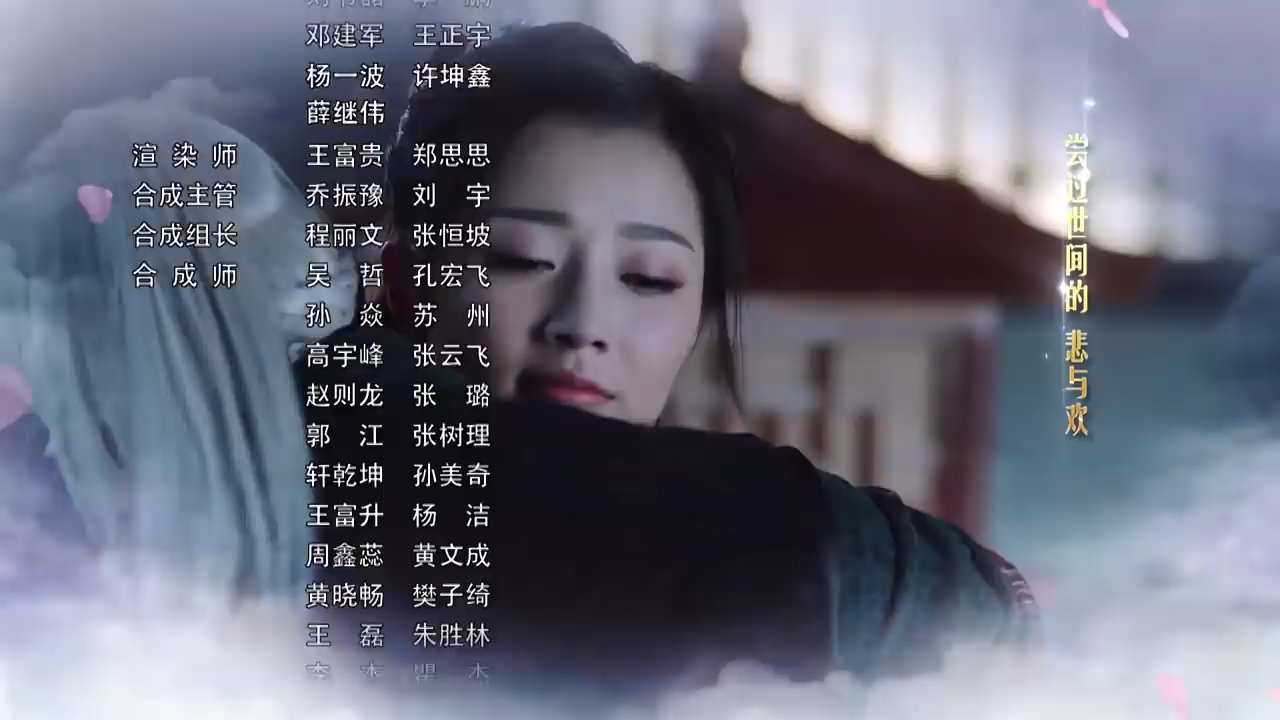 邓建军 王正宇
杨一波 许坤鑫
薛继伟
渲染师 王富贵 郑思思
合成主管 乔振豫 刘宇
合成组长 程丽文 张恒坡
合成师 吴哲 孔宏飞
孙焱 苏州
高宇峰 张云飞
赵则龙 张璐
郭江 张树理
轩乾坤 孙美奇
王富升 杨洁
周鑫蕊 黄文成
黄晓畅 樊子绮
王磊 朱胜林
尝过世间的 悲与欢